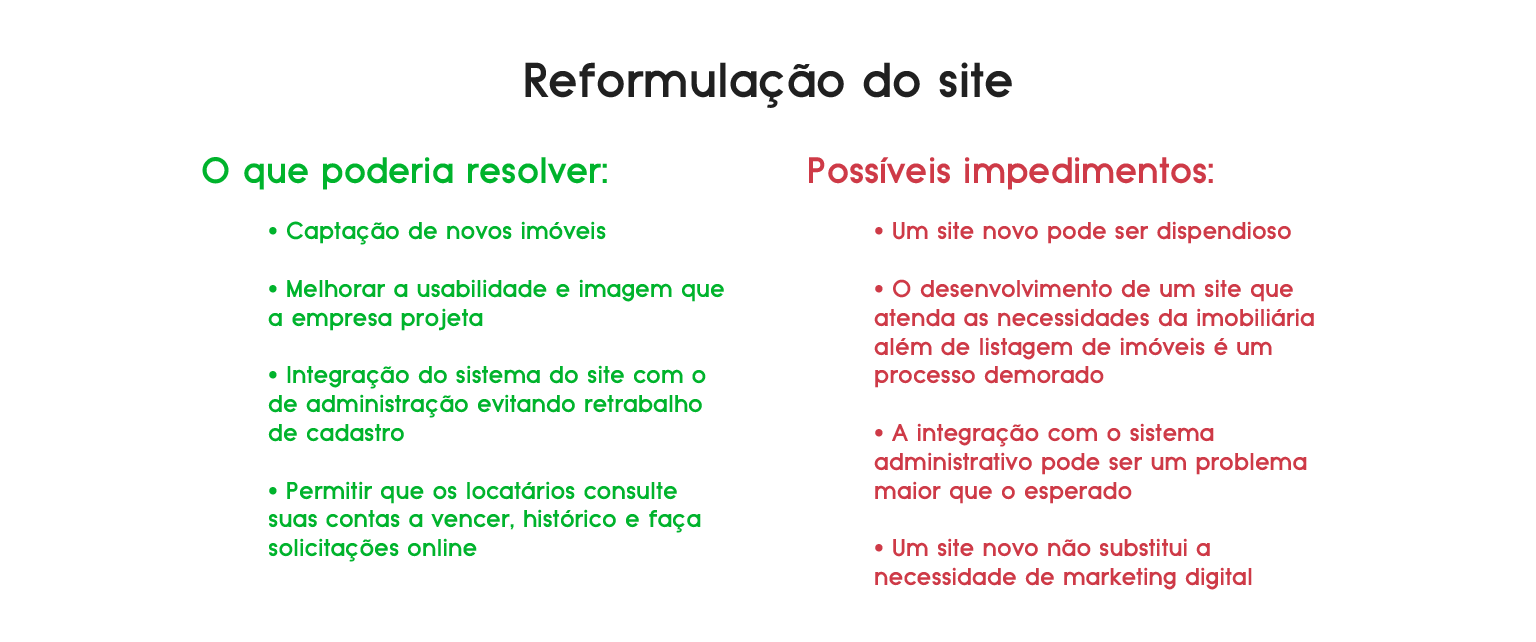 Reformulação do site
O que poderia resolver:
• Captação de novos imóveis
• Melhorar a usabilidade e imagem que
a empresa projeta
• Integração do sistema do site com o
de administração evitando retrabalho
de cadastro
• Permitir que os locatários consulte
suas contas a vencer, histórico e faça
solicitações online
Possíveis impedimentos:
• Um site novo pode ser dispendioso
• O desenvolvimento de um site que
atenda as necessidades da imobiliária
além de listagem de imóveis é um
processo demorado
• A integração com o sistema
administrativo pode ser um problema
maior que o esperado
• Um site novo não substitui a
necessidade de marketing digital